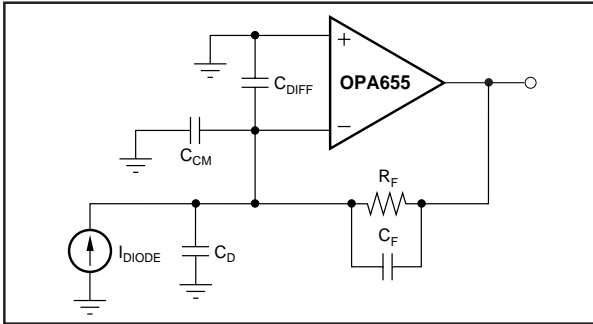 +
OPA655
C_DIFF
−
C_CM
R_F
C_F
I_DIODE
C_D